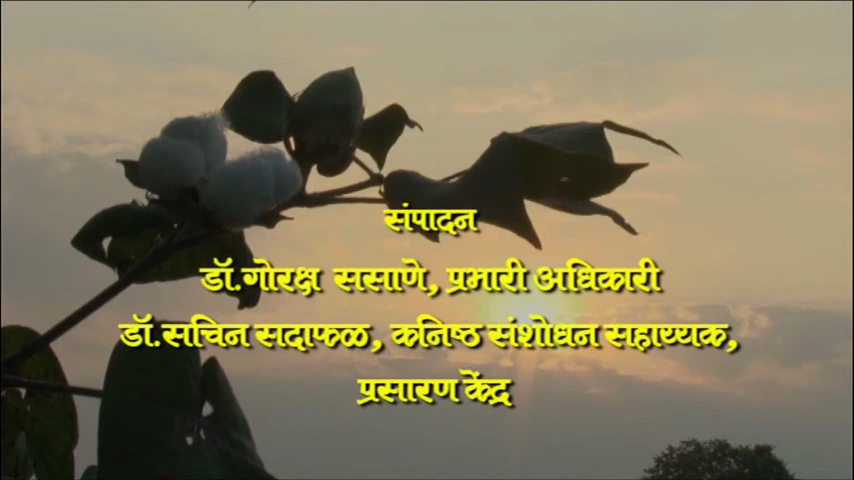 संपादन
डॉ.गोरक्ष ससाणे, प्रभारी अधिकारी
डॉ.सचिन सदाफळ, कनिष्ठ संशोधन सहाय्यक,
प्रसारण केंद्र